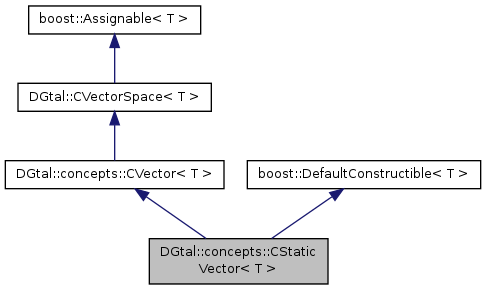 boost::Assignable< T >
DGtal::CVectorSpace< T >
DGtal::concepts::CVector< T >
boost::DefaultConstructible< T >
DGtal::concepts::CStatic
Vector< T >